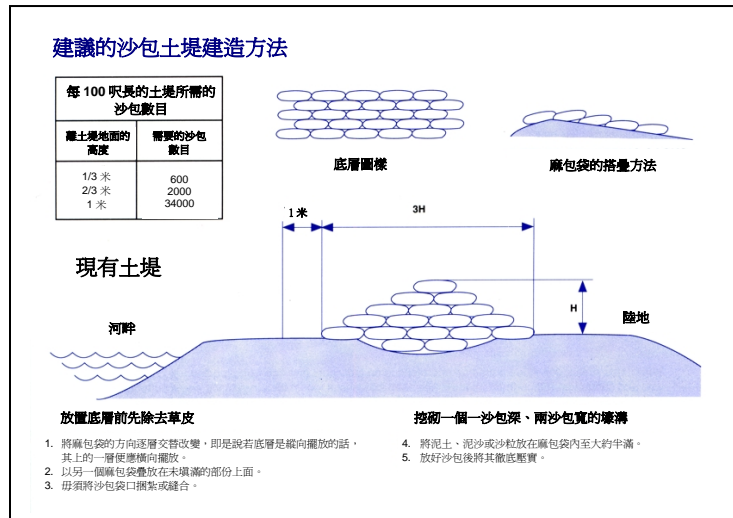 建議的沙包土堤建造方法
每 100 呎長的土堤所需的
沙包數目
離土堤地面的
高度
需要的沙包
數目
1/3 米
600
2/3 米
2000
1 米
34000
底層圖樣
麻包袋的搭疊方法
1 米
3H
現有土堤
H
河畔
陸地
放置底層前先除去草皮
1. 將麻包袋的方向逐層交替改變，即是說若底層是縱向擺放的話，
其上的一層便應橫向擺放。
2. 以另一個麻包袋疊放在未填滿的部份上面。
3. 毋須將沙包袋口捆紮或縫合。
挖砌一個一沙包深、兩沙包寬的壕溝
4. 將泥土、泥沙或沙粒放在麻包袋內至大約半滿。
5. 放好沙包後將其徹底壓實。